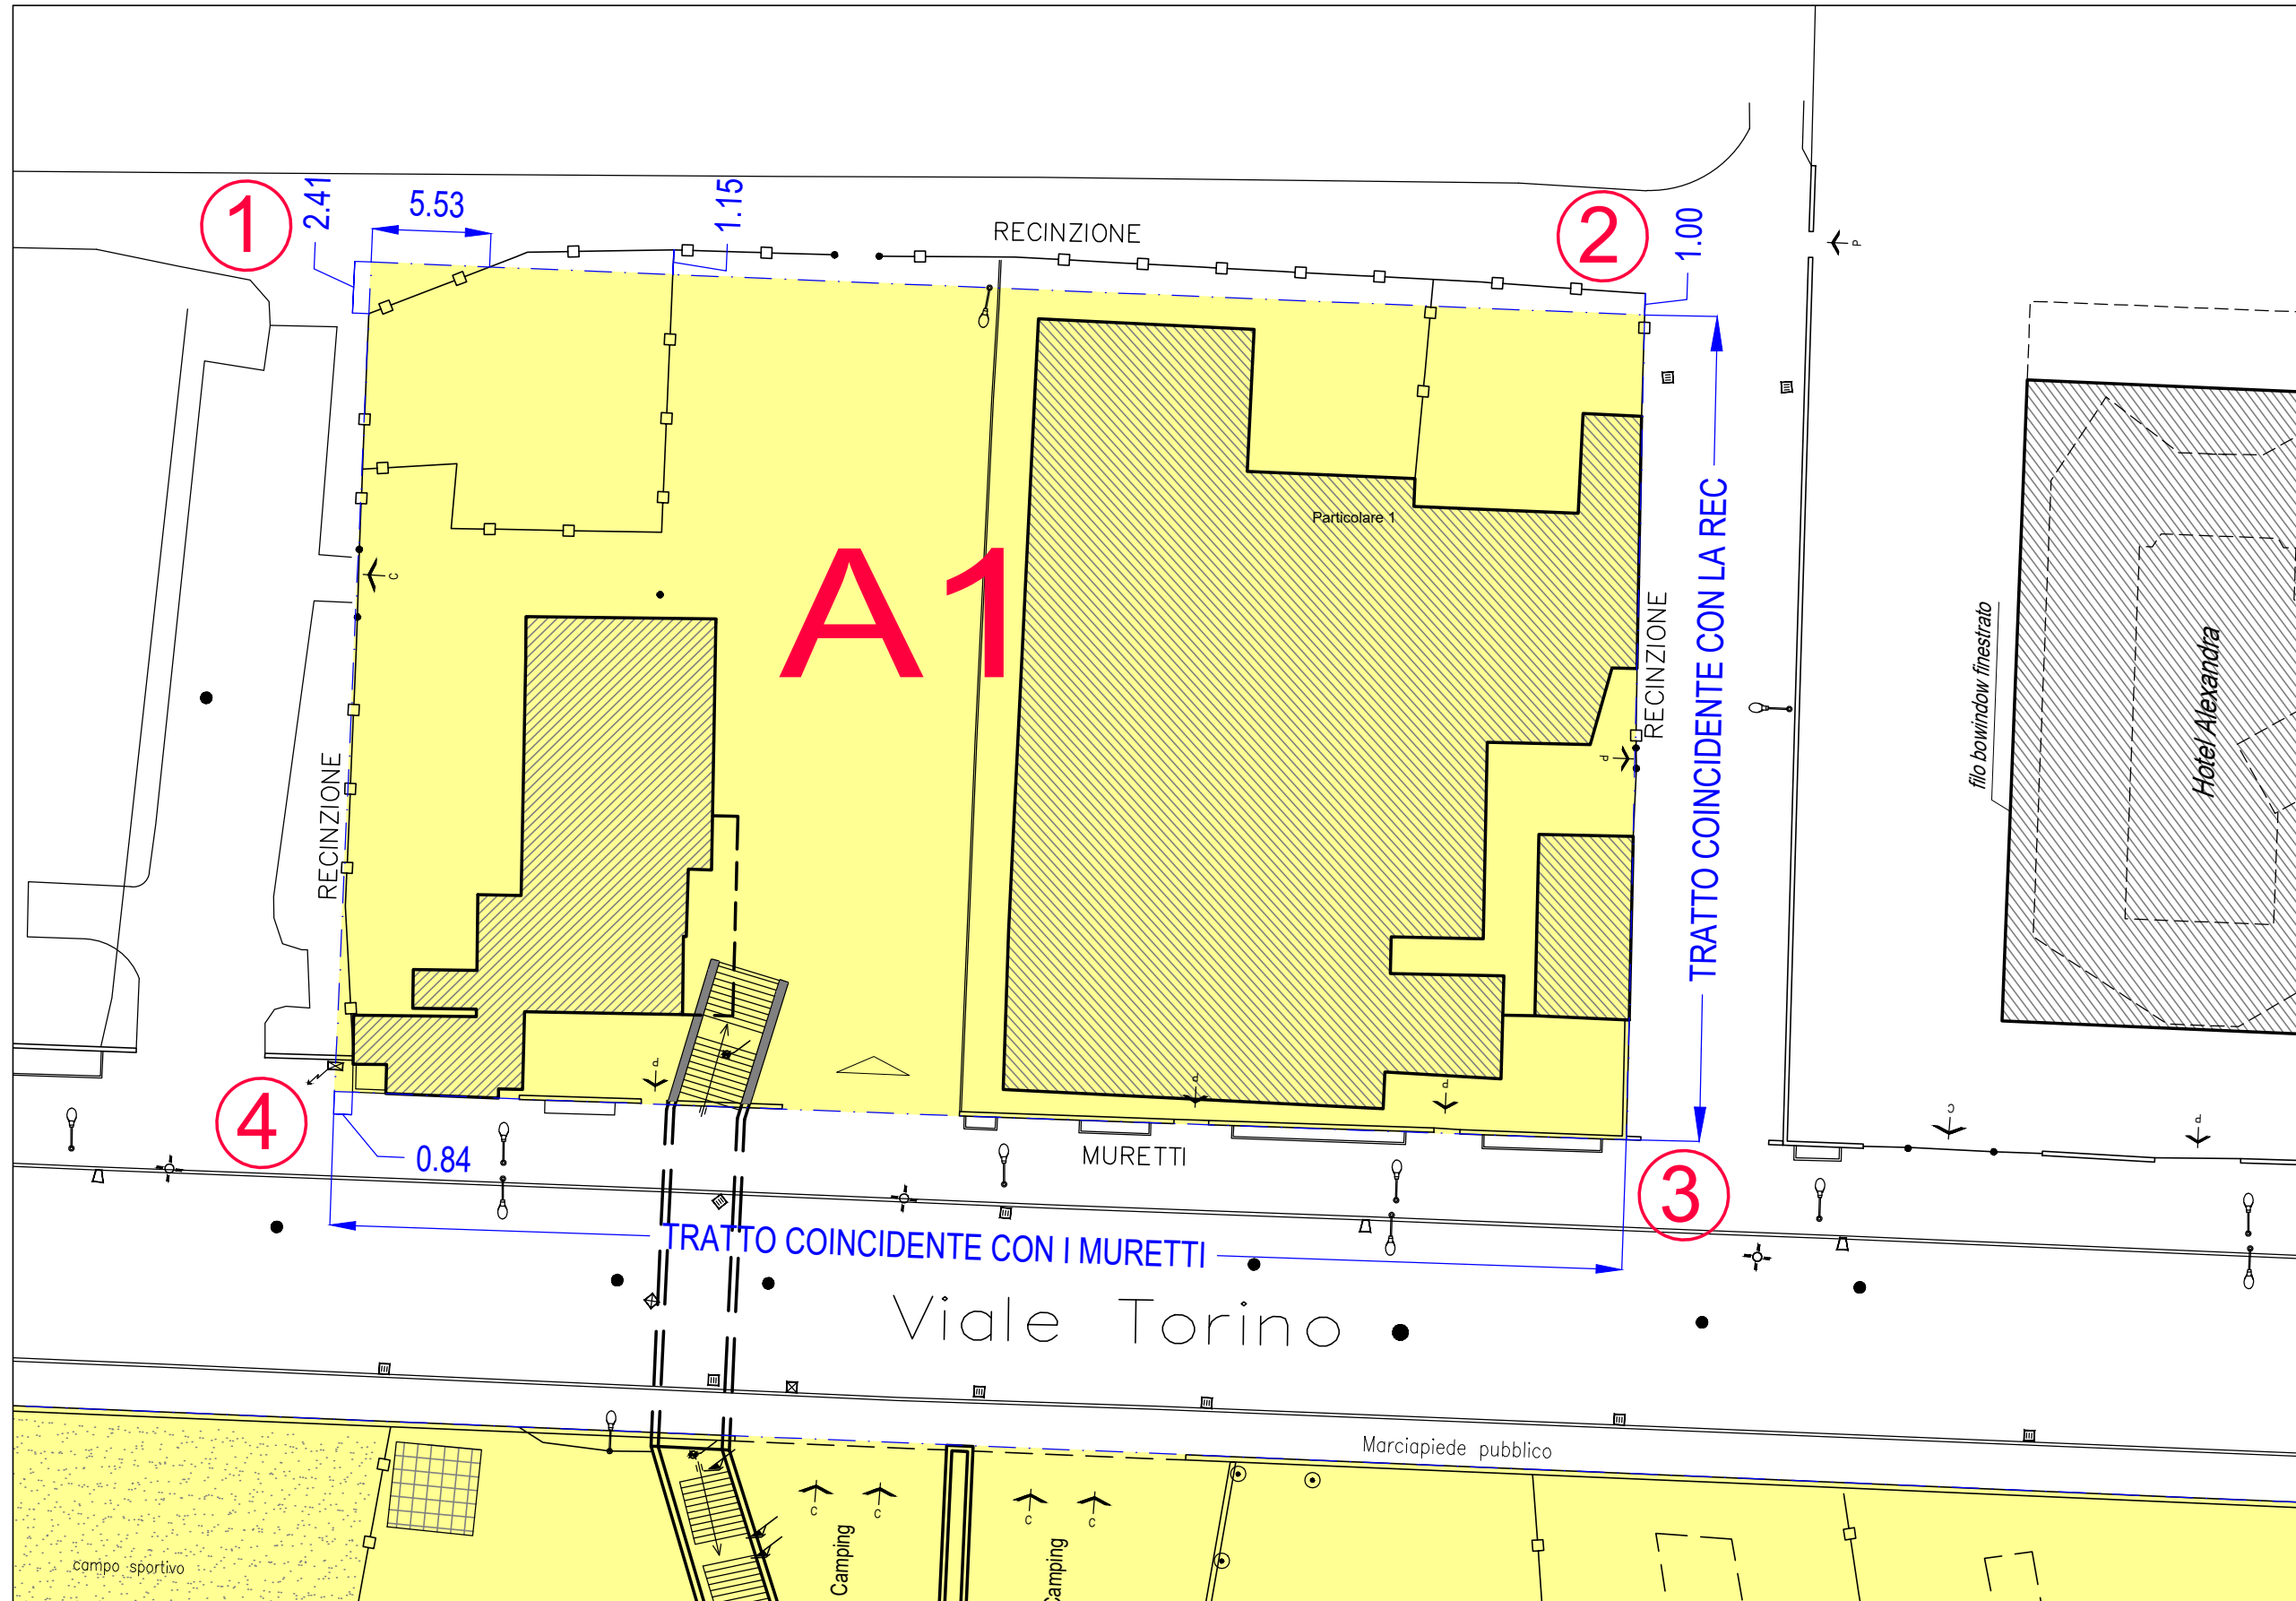 1
2.41
5.53
1.15
RECINZIONE
2
1.00
P
Particolare 1
A1
C
TRATTO COINCIDENTE CON LA REC
RECINZIONE
P
filo bowindow finestrato
Hotel Alexandra
RECINZIONE
P
P
P
C
P
4
0.84
MURETTI
3
TRATTO COINCIDENTE CON I MURETTI
Viale Torino
Marciapiede pubblico
C
C
C
C
Camping
Camping
campo sportivo